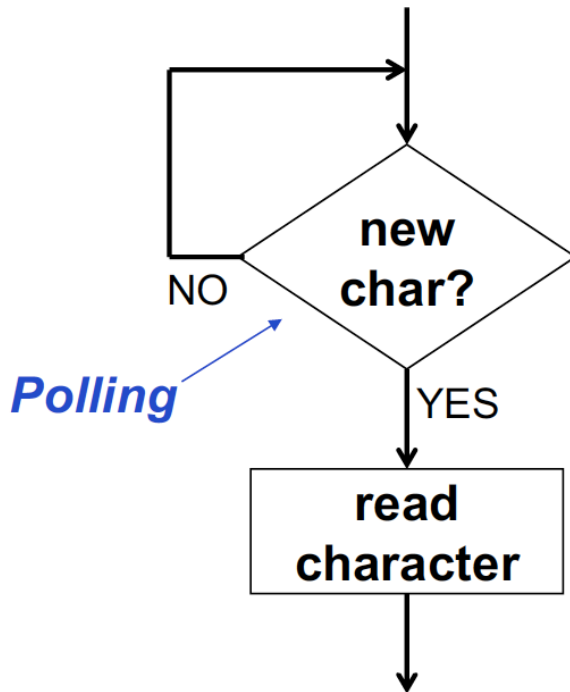 new
char?
NO
Polling
YES
read
character